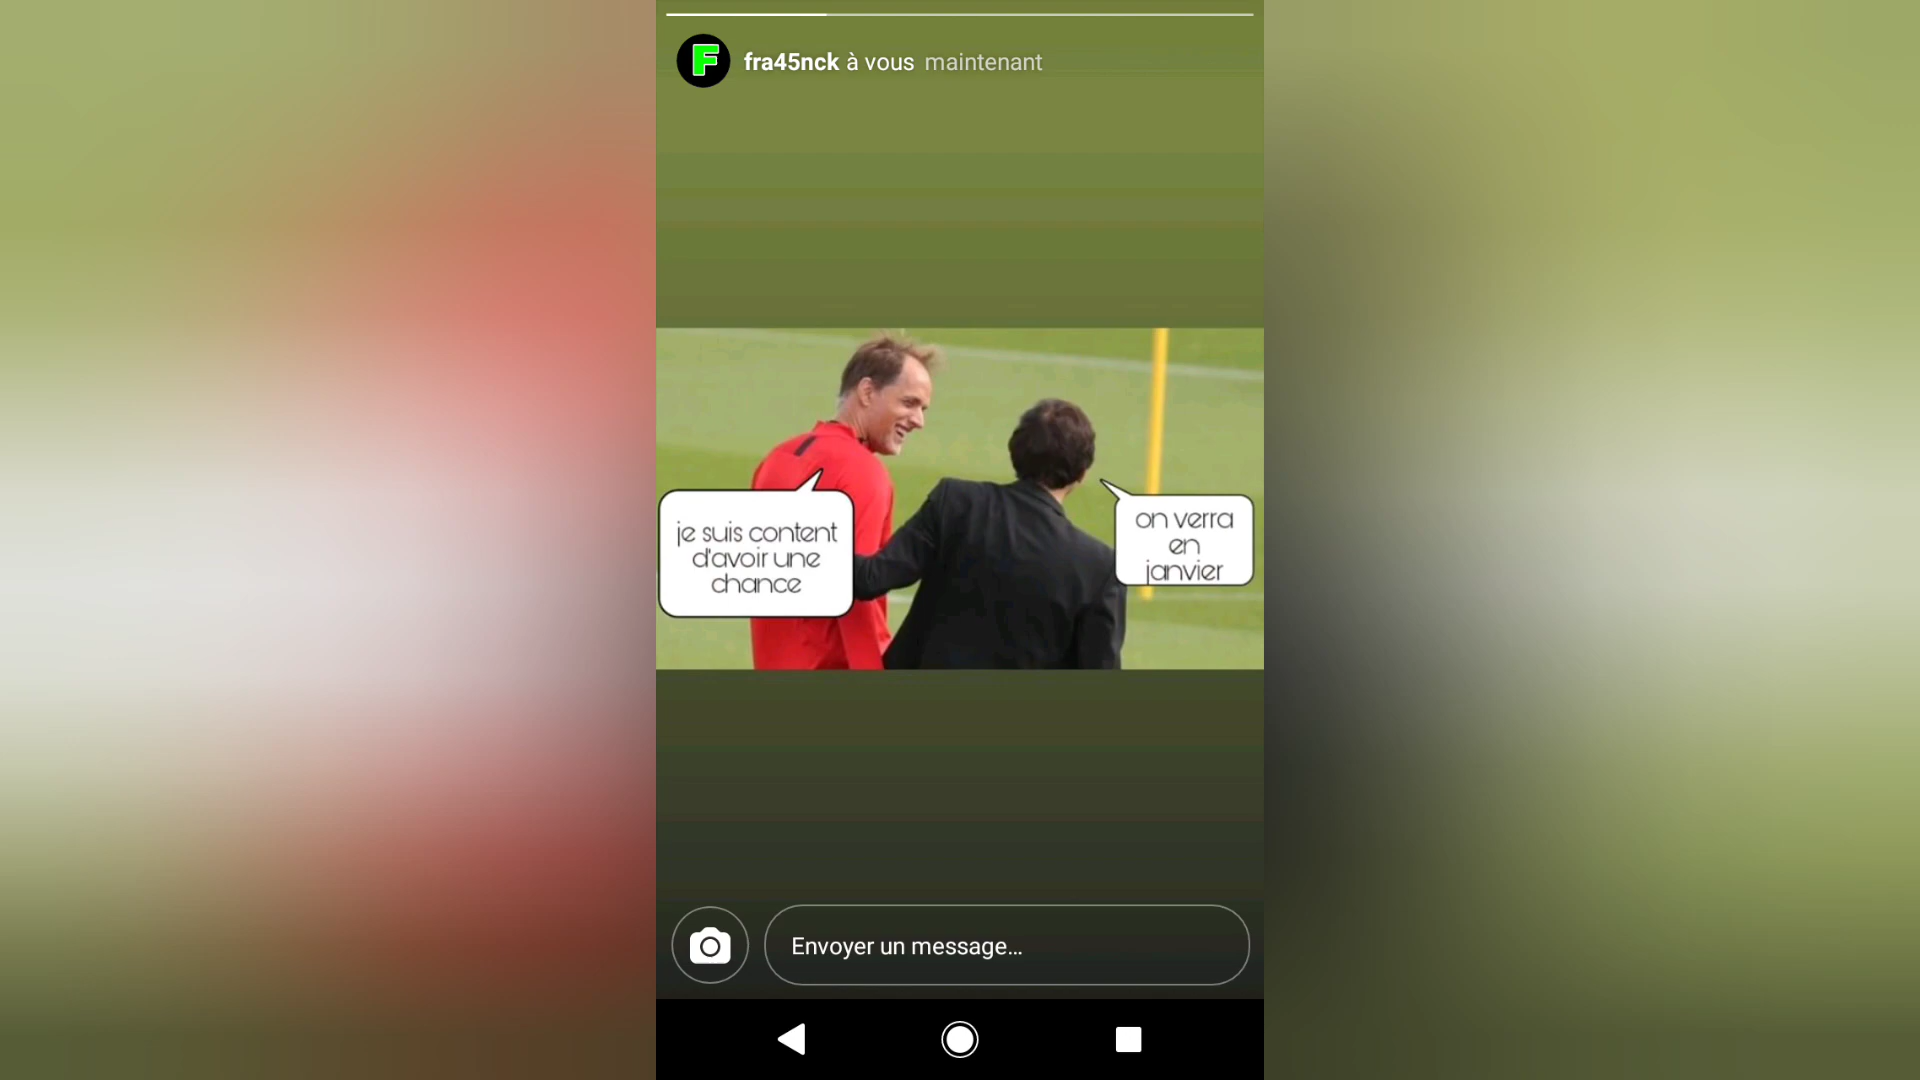 F
fra45nck à vous maintenant
je suis content
d'avoir une
chance
on verra
en
janvier
Envoyer un message...